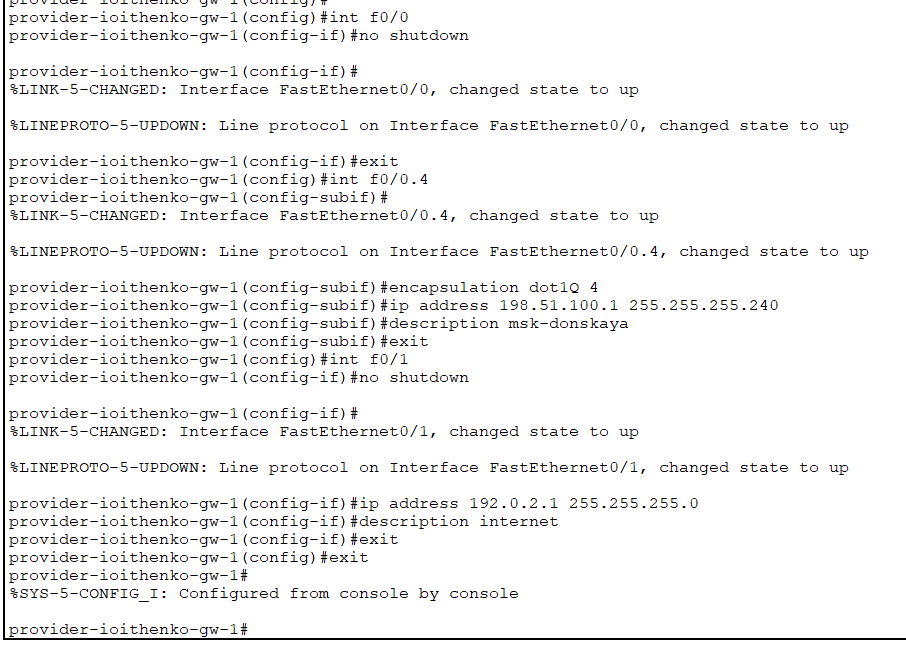 provider-ioithenko-gw-1(config)#
provider-ioithenko-gw-1(config)#int f0/0
provider-ioithenko-gw-1(config-if)#no shutdown
provider-ioithenko-gw-1(config-if)#
%LINK-5-CHANGED: Interface FastEthernet0/0, changed state to up
%LINEPROTO-5-UPDOWN: Line protocol on Interface FastEthernet0/0, changed state to up
provider-ioithenko-gw-1(config-if)#exit
provider-ioithenko-gw-1(config)#int f0/0.4
provider-ioithenko-gw-1(config-subif)#
%LINK-5-CHANGED: Interface FastEthernet0/0.4, changed state to up
%LINEPROTO-5-UPDOWN: Line protocol on Interface FastEthernet0/0.4, changed state to up
provider-ioithenko-gw-1(config-subif)#encapsulation dot1Q 4
provider-ioithenko-gw-1(config-subif)#ip address 198.51.100.1 255.255.255.240
provider-ioithenko-gw-1(config-subif)#description msk-donskaya
provider-ioithenko-gw-1(config-subif)#exit
provider-ioithenko-gw-1(config)#int f0/1
provider-ioithenko-gw-1(config-if)#no shutdown
provider-ioithenko-gw-1(config-if)#
%LINK-5-CHANGED: Interface FastEthernet0/1, changed state to up
%LINEPROTO-5-UPDOWN: Line protocol on Interface FastEthernet0/1, changed state to up
provider-ioithenko-gw-1(config-if)#ip address 192.0.2.1 255.255.255.0
provider-ioithenko-gw-1(config-if)#description internet
provider-ioithenko-gw-1(config-if)#exit
provider-ioithenko-gw-1(config)#exit
provider-ioithenko-gw-1#
%SYS-5-CONFIG_I: Configured from console by console
provider-ioithenko-gw-1#